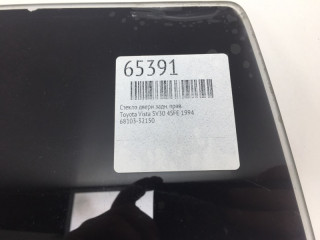 65391
Стекло двери задн. прав.
Toyota Vista SV30 4SFE 1994
68103-32150